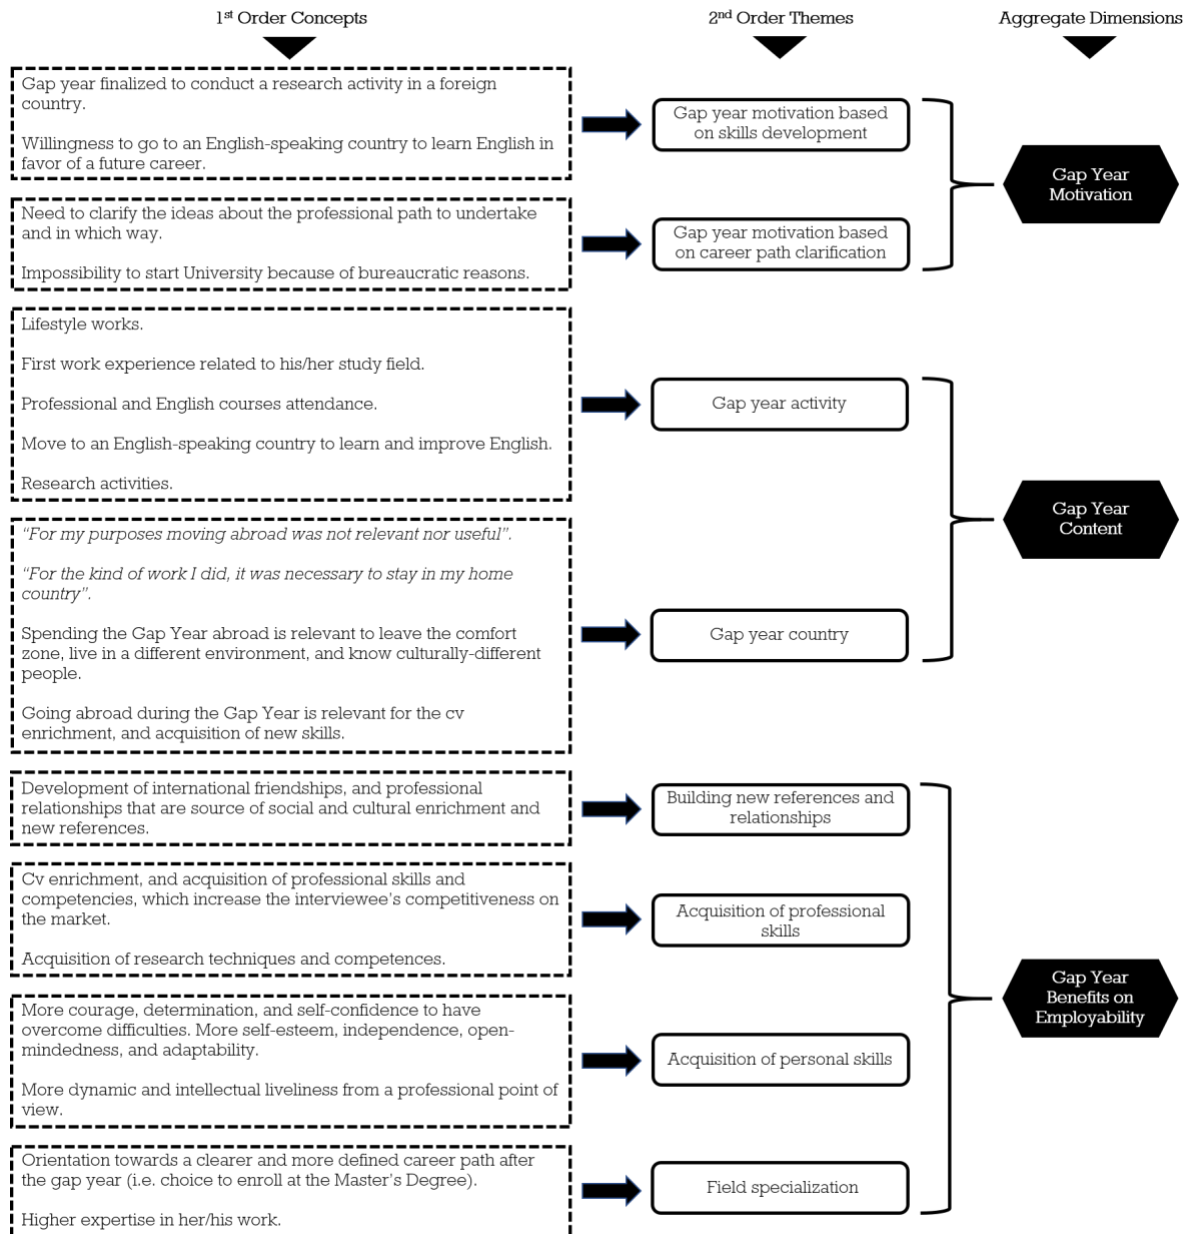 1st Order Concepts
2nd Order Themes
Aggregate Dimensions
Gap year finalized to conduct a research activity in a foreign
country.
Willingness to go to an English-speaking country to learn English in
favor of a future career.
Gap year motivation based
on skills development
Need to clarify the ideas about the professional path to undertake
and in which way.
Impossibility to start University because of bureaucratic reasons.
Gap year motivation based
on career path clarification
Gap Year
Motivation
Lifestyle works.
First work experience related to his/her study field.
Professional and English courses attendance.
Move to an English-speaking country to learn and improve English.
Research activities.
Gap year activity
“For my purposes moving abroad was not relevant nor useful”.
“For the kind of work I did, it was necessary to stay in my home
country”.
Spending the Gap Year abroad is relevant to leave the comfort
zone, live in a different environment, and know culturally-different
people.
Going abroad during the Gap Year is relevant for the cv
enrichment, and acquisition of new skills.
Gap year country
Gap Year
Content
Development of international friendships, and professional
relationships that are source of social and cultural enrichment and
new references.
Building new references and
relationships
Cv enrichment, and acquisition of professional skills and
competencies, which increase the interviewee's competitiveness on
the market.
Acquisition of research techniques and competences.
Acquisition of professional
skills
More courage, determination, and self-confidence to have
overcome difficulties. More self-esteem, independence, open-
mindedness, and adaptability.
More dynamic and intellectual liveliness from a professional point of
view.
Acquisition of personal skills
Orientation towards a clearer and more defined career path after
the gap year (i.e. choice to enroll at the Master's Degree).
Higher expertise in her/his work.
Field specialization
Gap Year
Benefits on
Employability